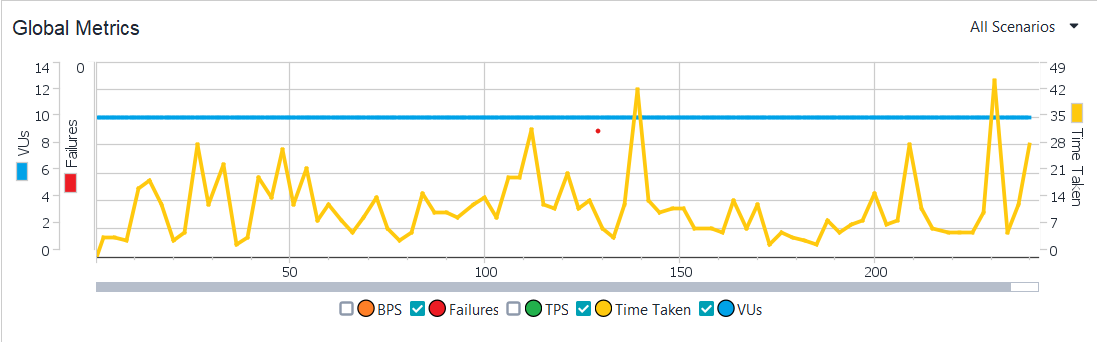 Global Metrics
All Scenarios
14 0 49
12 42
10 35
8 28
6 21
4 14
2 7
0 0
VUs
Failures
Time Taken
50 100 150 200
BPS Failures TPS Time Taken VUs